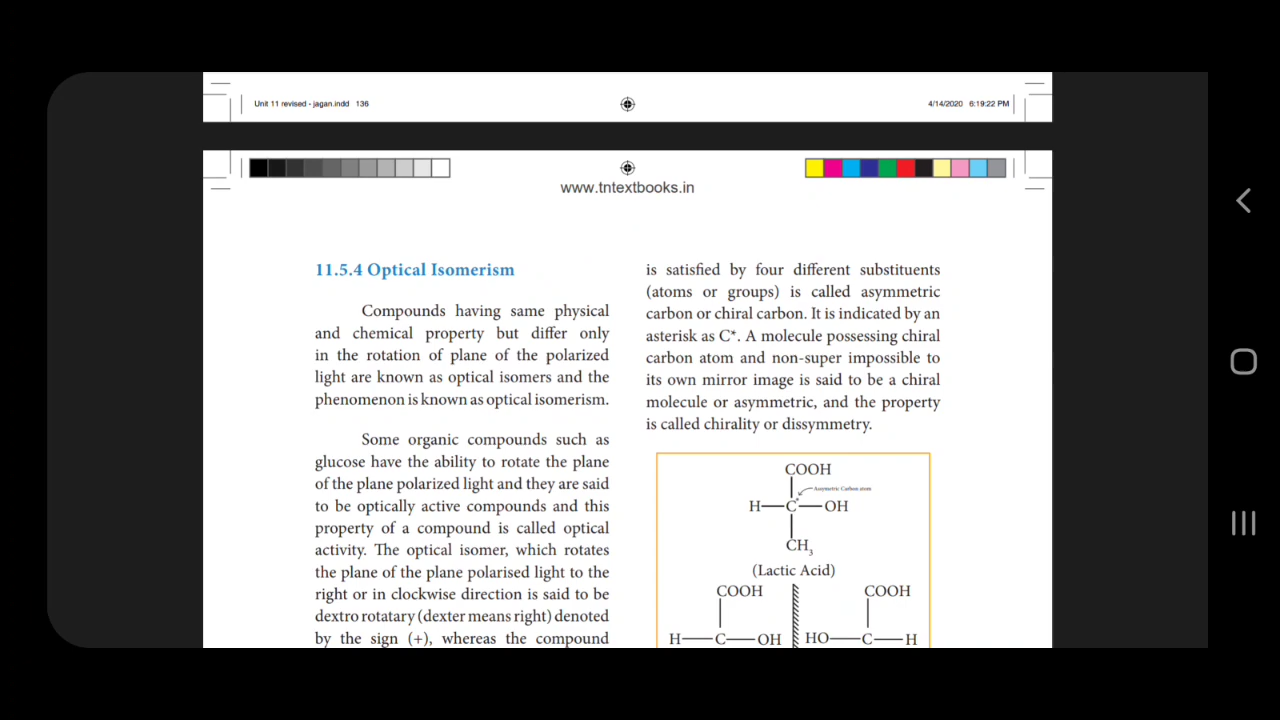 Unit 11 revised - jagan.indd 136
4/14/2020 6:19:22 PM
www.tntextbooks.in
11.5.4 Optical Isomerism
Compounds having same physical
and chemical property but differ only
in the rotation of plane of the polarized
light are known as optical isomers and the
phenomenon is known as optical isomerism.
Some organic compounds such as
glucose have the ability to rotate the plane
of the plane polarized light and they are said
to be optically active compounds and this
property of a compound is called optical
activity. The optical isomer, which rotates
the plane of the plane polarised light to the
right or in clockwise direction is said to be
dextro rotatary (dexter means right) denoted
by the sign (+), whereas the compound
is satisfied by four different substituents
(atoms or groups) is called asymmetric
carbon or chiral carbon. It is indicated by an
asterisk as C*. A molecule possessing chiral
carbon atom and non-super impossible to
its own mirror image is said to be a chiral
molecule or asymmetric, and the property
is called chirality or dissymmetry.
COOH
Asymetric Carbon atom
H—C*—OH
CH3
(Lactic Acid)
COOH COOH
H—C—OH HO—C—H